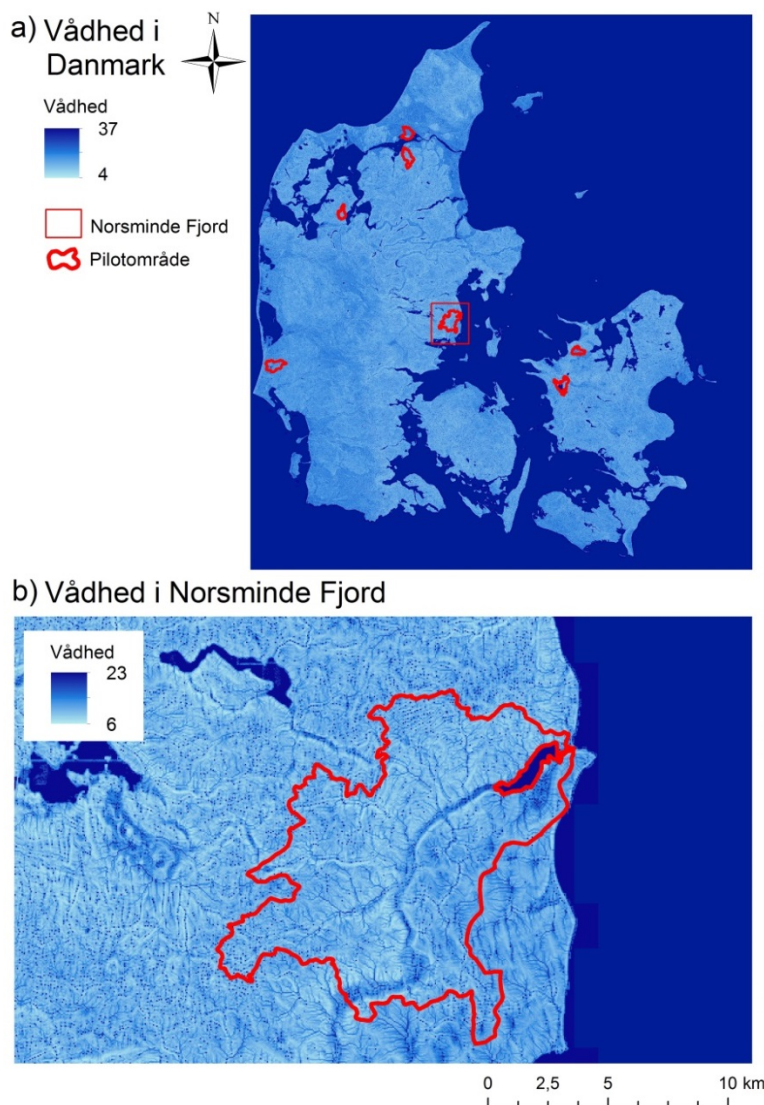 a) Vådhed i
Danmark
N
Vådhed
37
4
Norsminde Fjord
Pilotområde
b) Vådhed i Norsminde Fjord
Vådhed
23
6
0 2,5 5 10 km